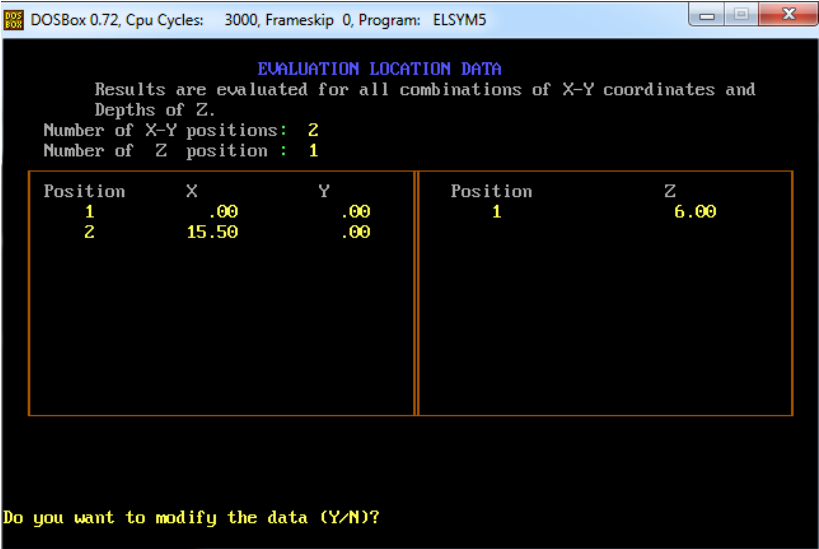 DOS BOX DOSBox 0.72, Cpu Cycles: 3000, Frameskip 0, Program: ELSYM5
EVALUATION LOCATION DATA
Results are evaluated for all combinations of X-Y coordinates and
Depths of Z.
Number of X-Y positions: 2
Number of Z position : 1
Position X Y Position Z
1 .00 .00 1 6.00
2 15.50 .00
Do you want to modify the data (Y/N)?